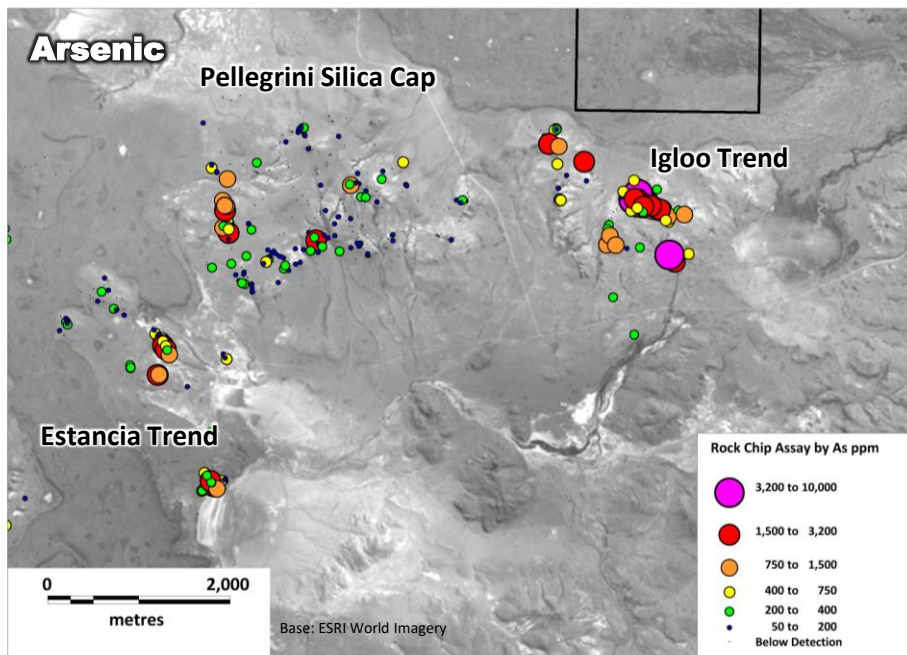 Arsenic
Pellegrini Silica Cap
Igloo Trend
Estancia Trend
Rock Chip Assay by As ppm
3,200 to 10,000
1,500 to 3,200
750 to 1,500
400 to 750
200 to 400
50 to 200
Below Detection
0 2,000
metres
Base: ESRI World Imagery